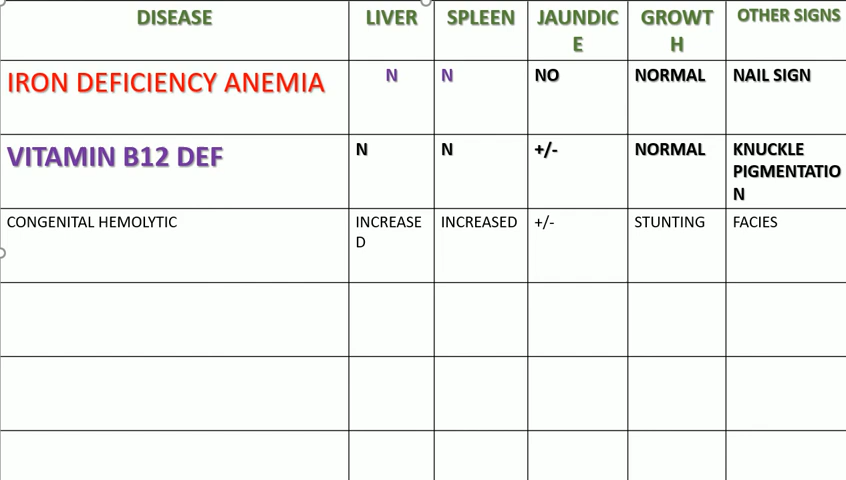 DISEASE LIVER SPLEEN JAUNDIC
E GROWT
H OTHER SIGNS
IRON DEFICIENCY ANEMIA N N NO NORMAL NAIL SIGN
VITAMIN B12 DEF N N +/- NORMAL KNUCKLE
PIGMENTATIO
N
CONGENITAL HEMOLYTIC INCREASE
D INCREASED +/- STUNTING FACIES